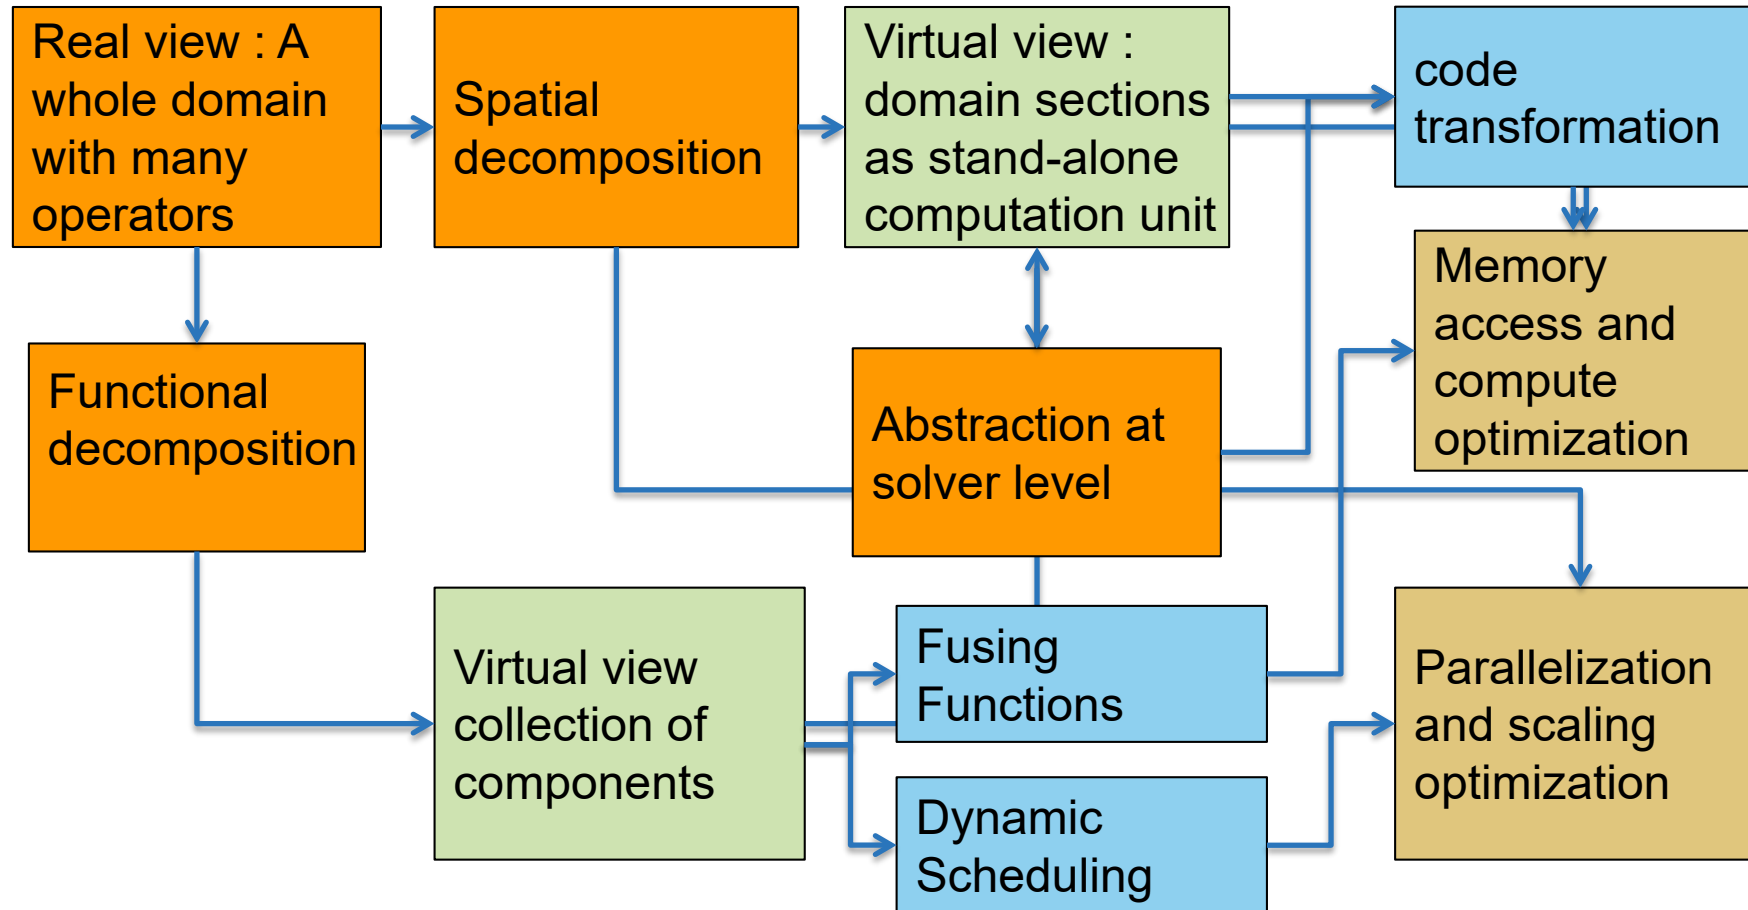 Real view : A
whole domain
with many
operators
Spatial
decomposition
Virtual view :
domain sections
as stand-alone
computation unit
code
transformation
Memory
access and
compute
optimization
Functional
decomposition
Abstraction at
solver level
Virtual view
collection of
components
Fusing
Functions
Dynamic
Scheduling
Parallelization
and scaling
optimization